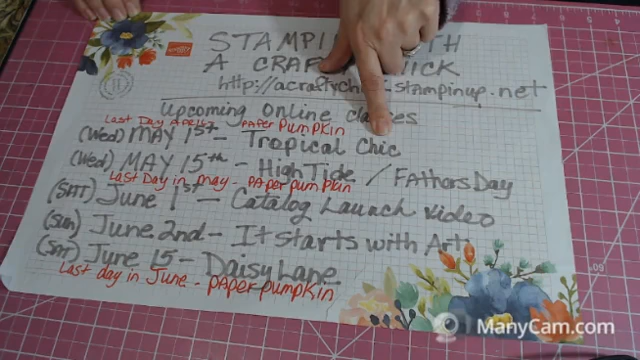 STAMPIN WITH
A CRAFTY CHICK
http://acraftychick.stampinup.net
Upcoming Online classes
Last Day April - PAPER PUMPKIN
(Wed) MAY 1st - Tropical Chic
(Wed) MAY 15th - High Tide / FAthers DAy
LAst Day in may - PAper pumpkin
(SAT) June 1st - Catalog LAunch video
(Sun) June 2nd - It Starts with Art
(SAt) June 15 - DAisy LAne
LAst day in June - pAper pumpkin
ManyCam.com